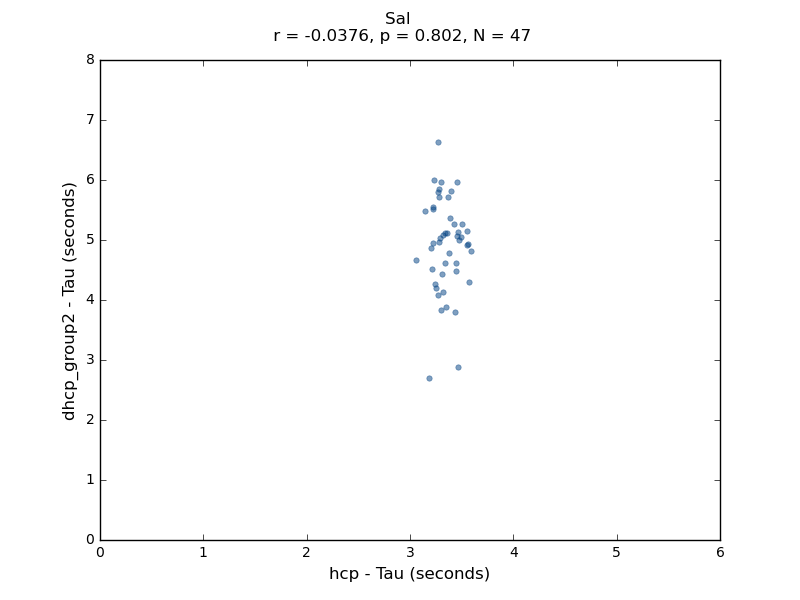 Sal
r = -0.0376, p = 0.802, N = 47
8
7
6
5
4
3
2
1
0
dhcp_group2 - Tau (seconds)
0 1 2 3 4 5 6
hcp - Tau (seconds)